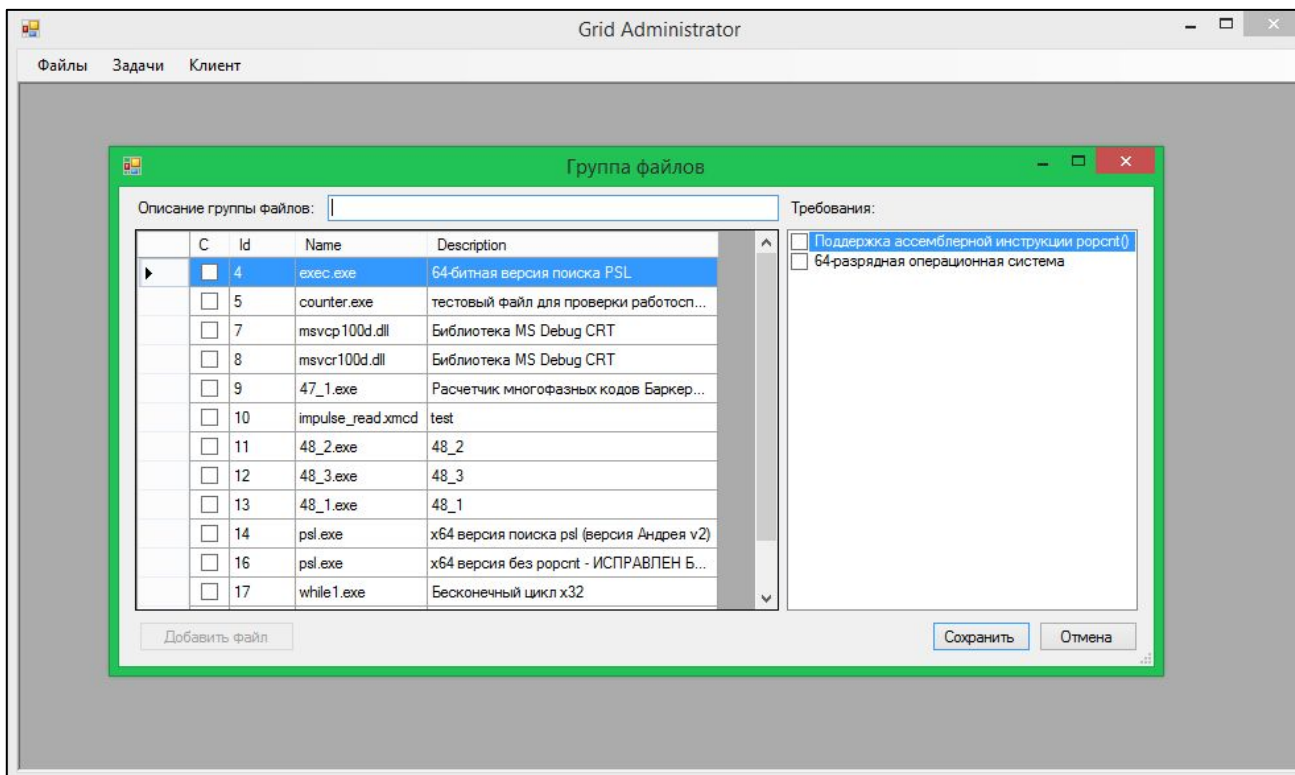 Grid Administrator
Файлы Задачи Клиент
Группа файлов
Описание группы файлов:
Требования:
C Id Name Description
4 exec.exe 64-битная версия поиска PSL
5 counter.exe тестовый файл для проверки работосп...
7 msvcp100d.dll Библиотека MS Debug CRT
8 msvcr100d.dll Библиотека MS Debug CRT
9 47_1.exe Расчетчик многофазных кодов Баркер...
10 impulse_read.xmcd test
11 48_2.exe 48_2
12 48_3.exe 48_3
13 48_1.exe 48_1
14 psl.exe x64 версия поиска psl (версия Андрея v2)
16 psl.exe x64 версия без popcnt - ИСПРАВЛЕН Б...
17 while1.exe Бесконечный цикл x32
Поддержка ассемблерной инструкции popcnt()
64-разрядная операционная система
Добавить файл
Сохранить
Отмена